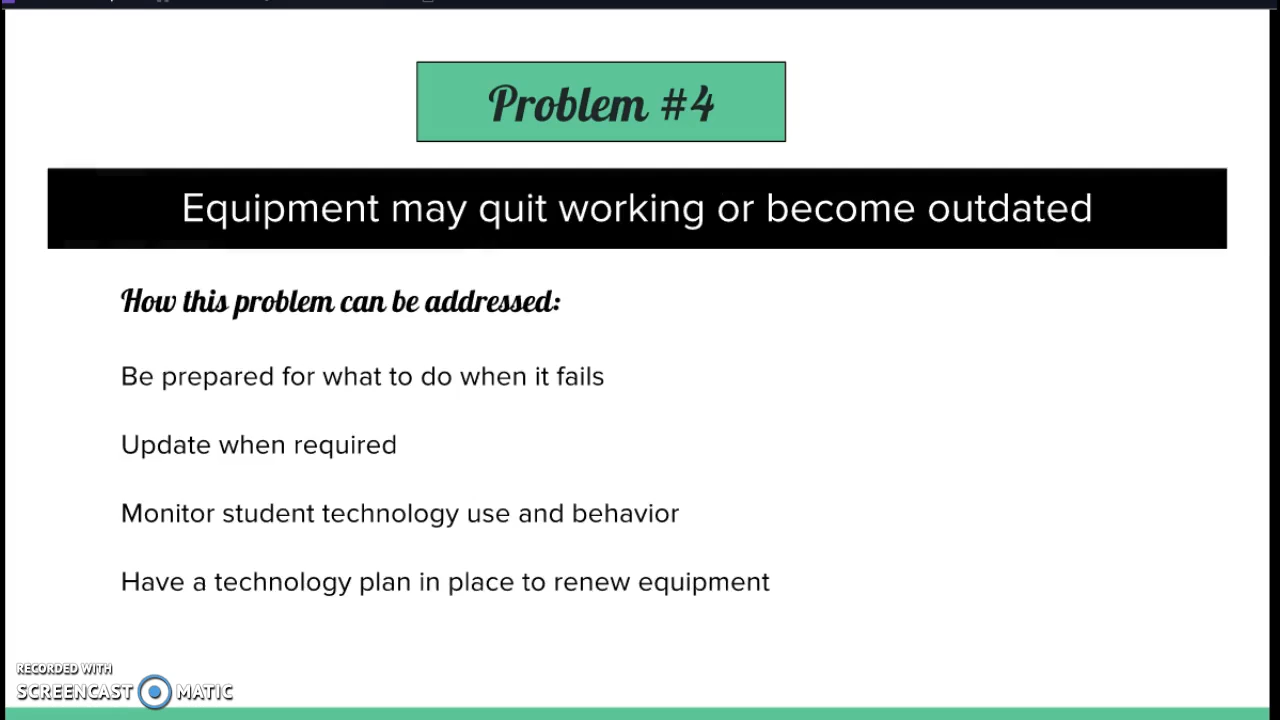 Problem #4
Equipment may quit working or become outdated
How this problem can be addressed:
Be prepared for what to do when it fails
Update when required
Monitor student technology use and behavior
Have a technology plan in place to renew equipment
RECORDED WITH
SCREENCAST MATIC